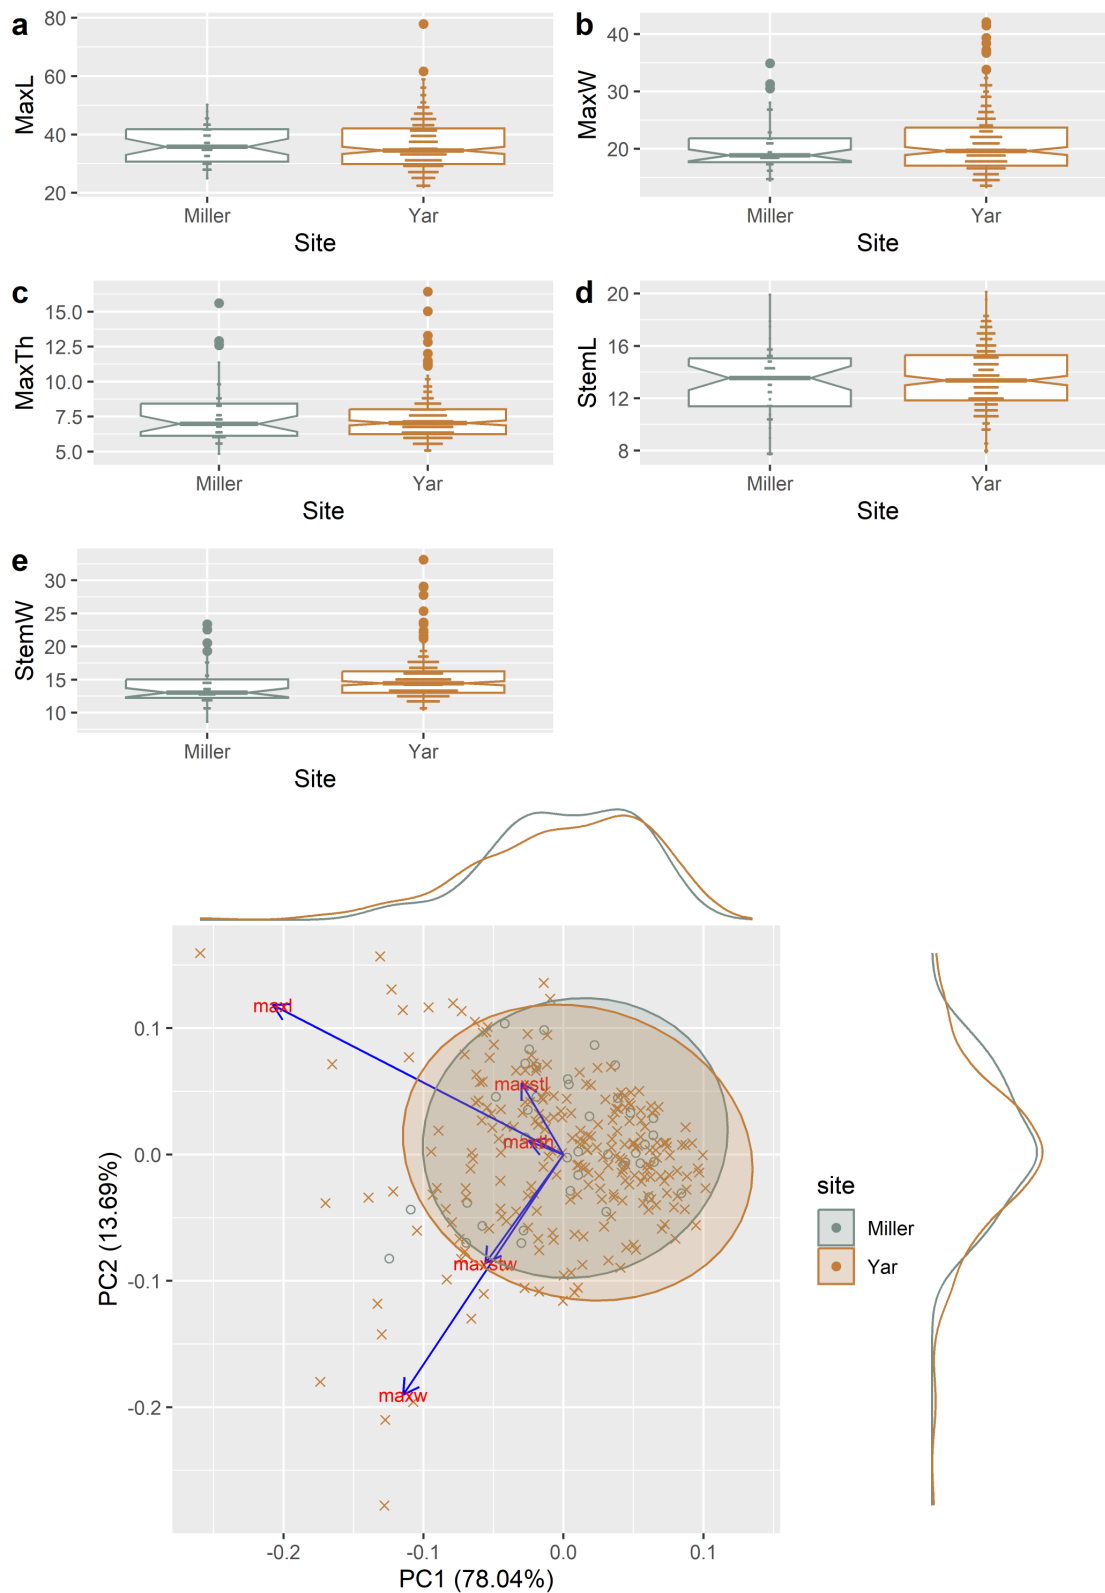 a
MaxL
80
60
40
20
Miller
Yar
Site
b
MaxW
40
30
20
Miller
Yar
Site
c
MaxTh
15.0
12.5
10.0
7.5
5.0
Miller
Yar
Site
d
StemL
20
16
12
8
Miller
Yar
Site
e
StemW
30
25
20
15
10
Miller
Yar
Site
PC2 (13.69%)
0.1
0.0
-0.1
-0.2
maxl
maxstl
maxth
maxstw
maxw
-0.2
-0.1
0.0
0.1
PC1 (78.04%)
site
Miller
Yar